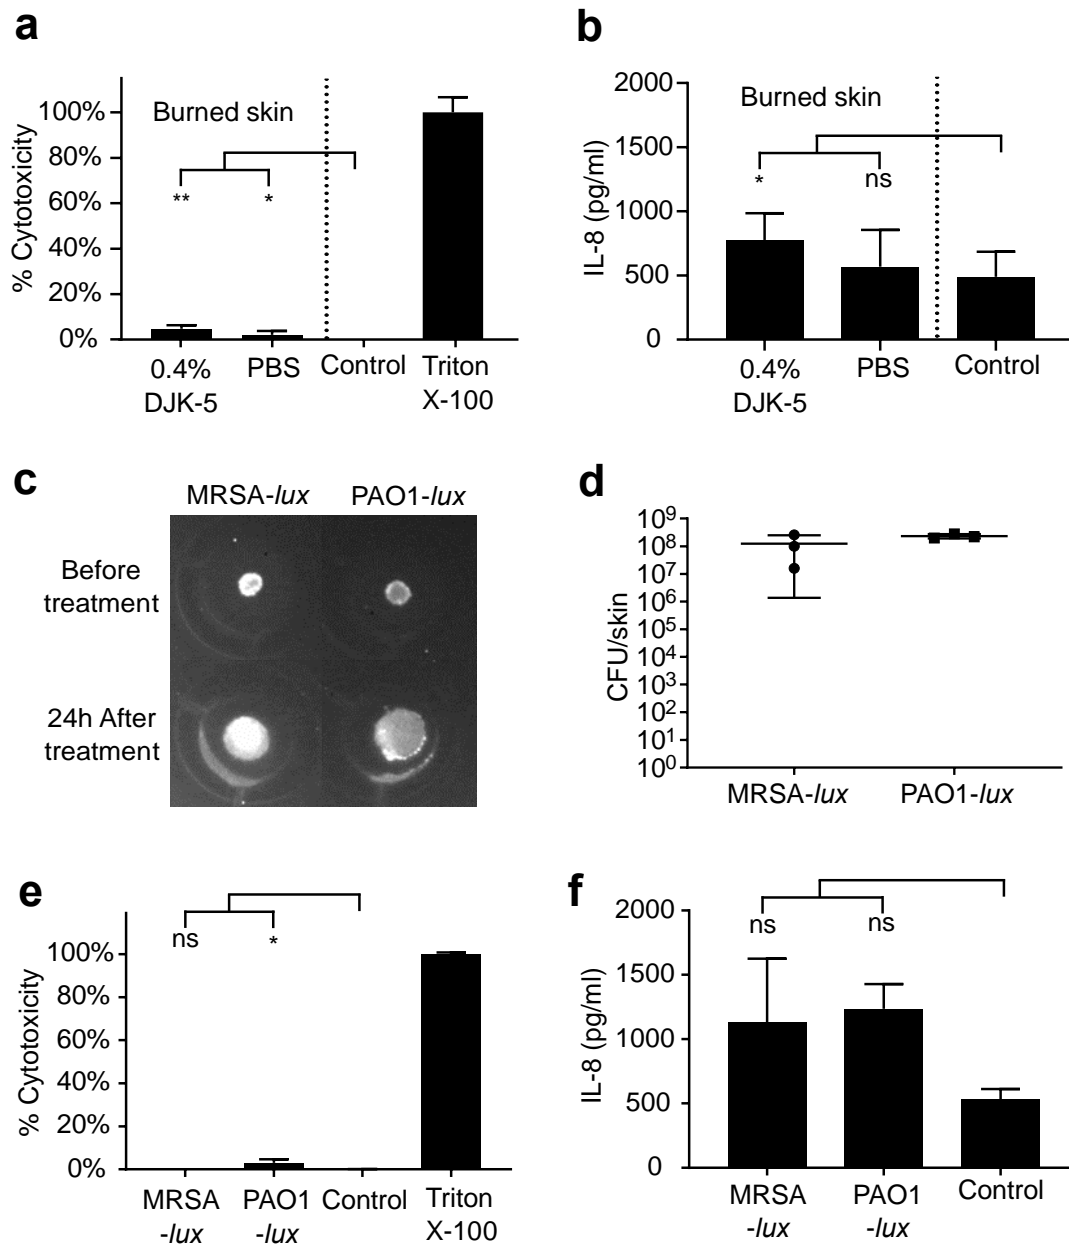 a
% Cytotoxicity
100%
80%
60%
40%
20%
0%
Burned skin
**
*
0.4%
DJK-5
PBS
Control
Triton
X-100
b
IL-8 (pg/ml)
2000
1500
1000
500
0
Burned skin
*
ns
0.4%
DJK-5
PBS
Control
c
MRSA-lux
PAO1-lux
Before
treatment
24h After
treatment
d
CFU/skin
10⁹
10⁸
10⁷
10⁶
10⁵
10⁴
10³
10²
10¹
10⁰
MRSA-lux
PAO1-lux
e
% Cytotoxicity
100%
80%
60%
40%
20%
0%
ns
*
MRSA
-lux
PAO1
-lux
Control
Triton
X-100
f
IL-8 (pg/ml)
2000
1500
1000
500
0
ns
ns
MRSA
-lux
PAO1
-lux
Control